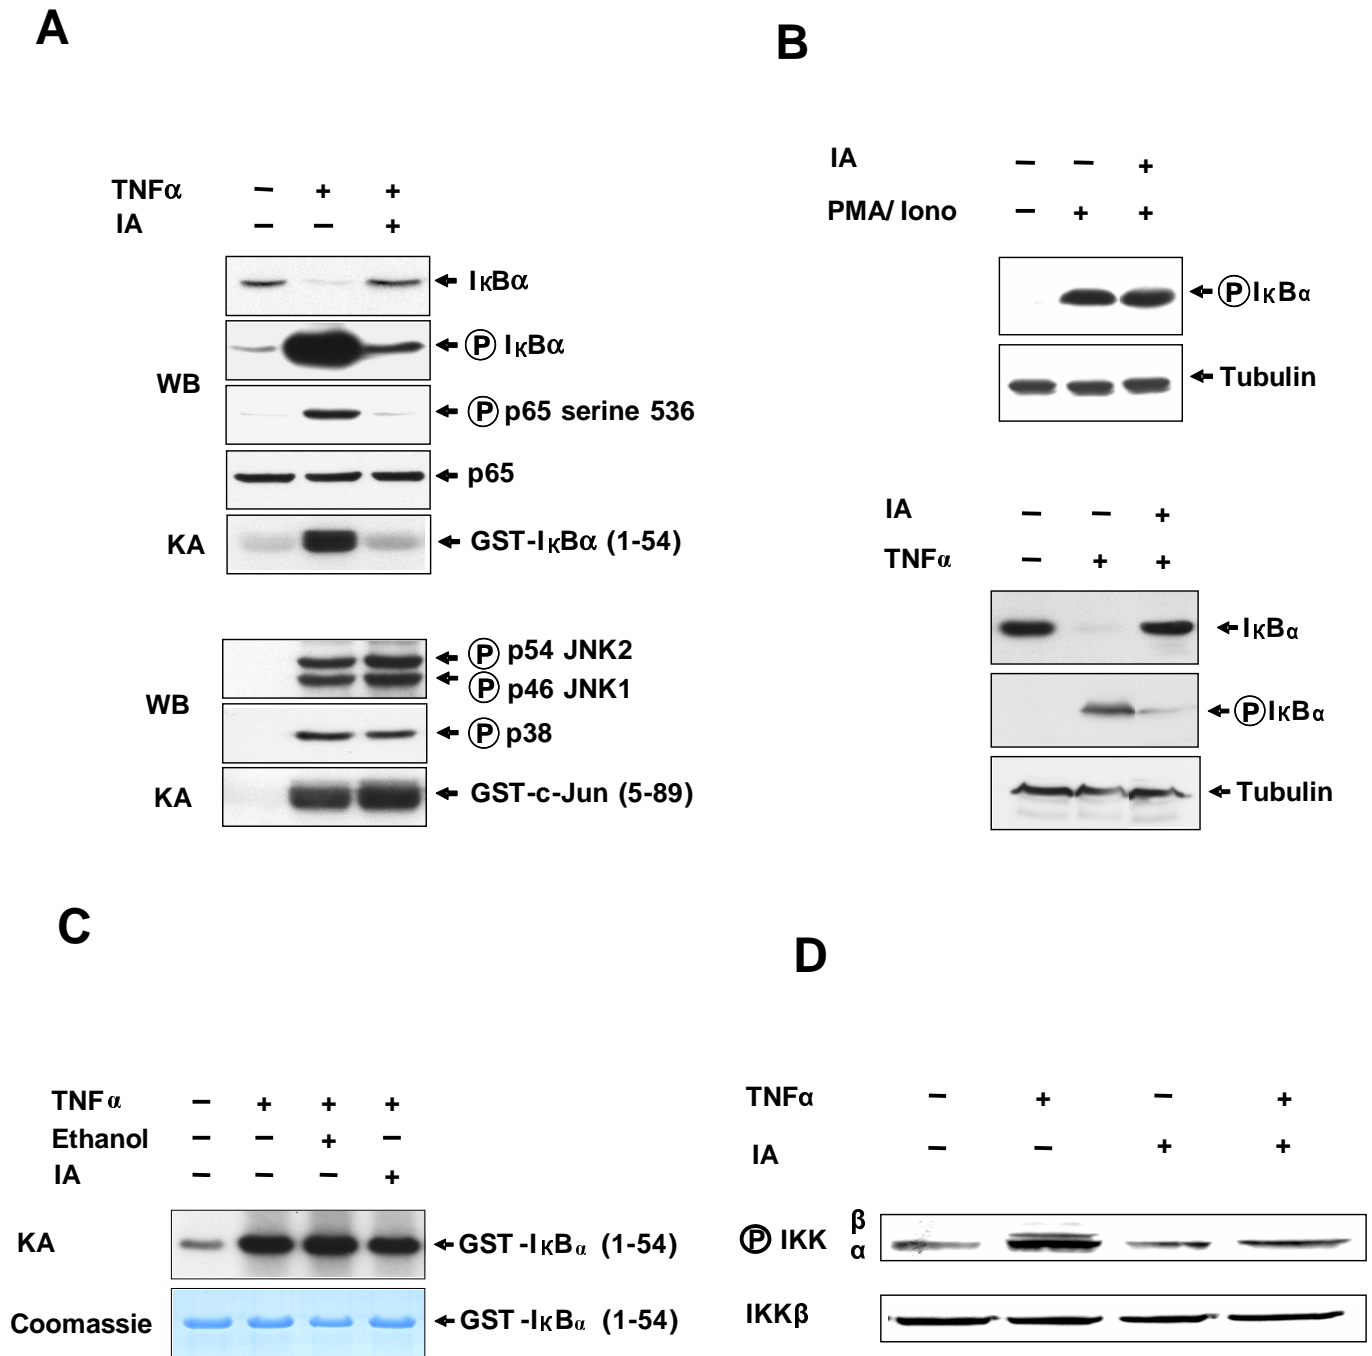 A
TNFα – + +
IA – – +
IκBα
P IκBα
WB
P p65 serine 536
p65
KA
GST-IκBα (1-54)
P p54 JNK2
P p46 JNK1
WB
P p38
KA
GST-c-Jun (5-89)
B
IA – – +
PMA/ Iono – + +
P IκBα
Tubulin
IA – – +
TNFα – + +
IκBα
P IκBα
Tubulin
C
TNFα – + + +
Ethanol – – + –
IA – – – +
KA
GST-IκBα (1-54)
Coomassie
GST-IκBα (1-54)
D
TNFα – + – +
IA – – + +
P IKK β
α
IKKβ